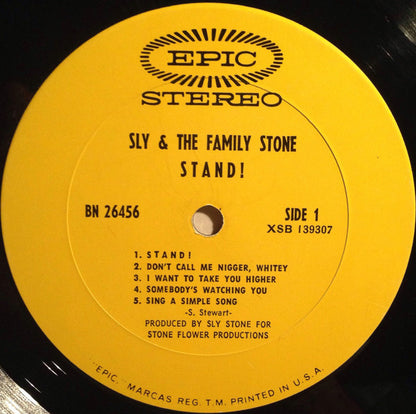 EPIC
STEREO
SLY & THE FAMILY STONE
STAND!
BN 26456
SIDE 1
XSB 139307
1. STAND!
2. DON'T CALL ME NIGGER, WHITEY
3. I WANT TO TAKE YOU HIGHER
4. SOMEBODY'S WATCHING YOU
5. SING A SIMPLE SONG
-S. Stewart-
PRODUCED BY SLY STONE FOR
STONE FLOWER PRODUCTIONS
"EPIC," MARCAS REG. T.M. PRINTED IN U.S.A.